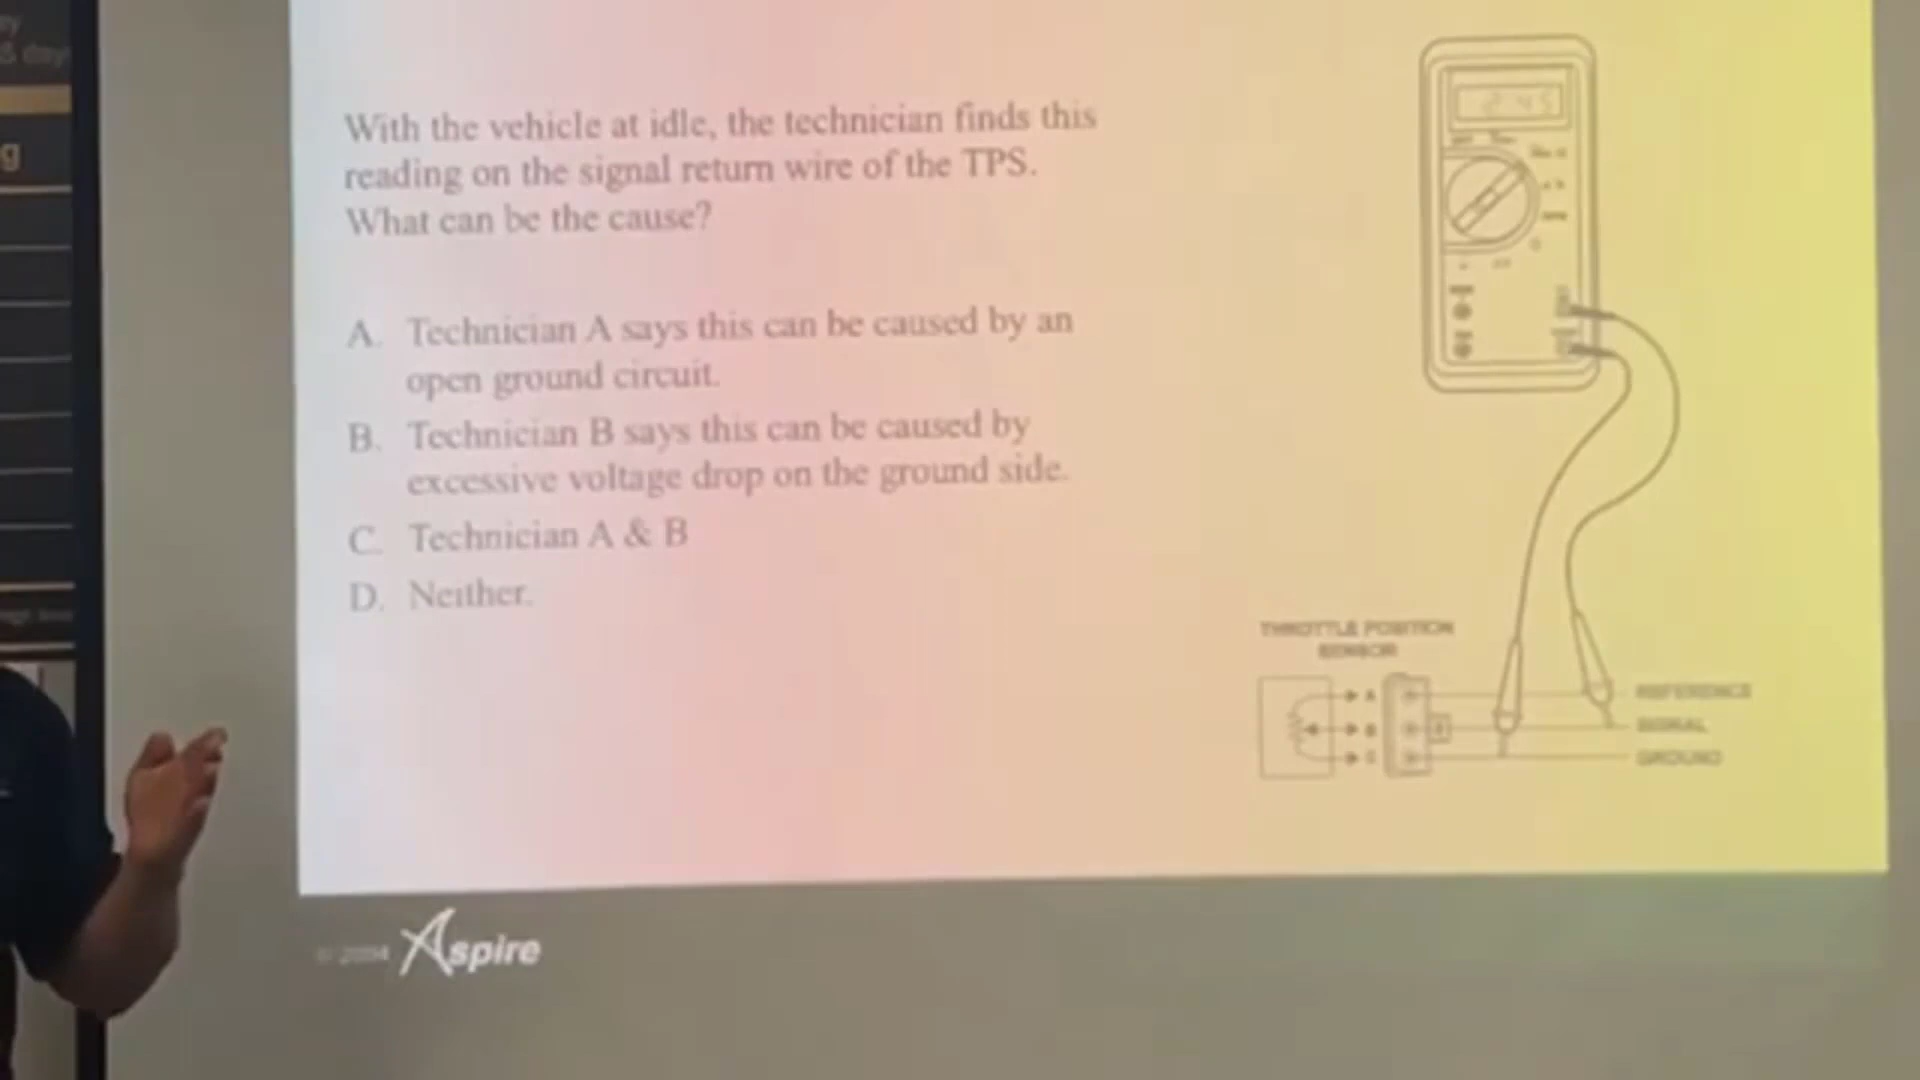 With the vehicle at idle, the technician finds this
reading on the signal return wire of the TPS.
What can be the cause?
A. Technician A says this can be caused by an
open ground circuit.
B. Technician B says this can be caused by
excessive voltage drop on the ground side.
C. Technician A & B
D. Neither.
THROTTLE POSITION
SENSOR
A
B
C
REFERENCE
SIGNAL
GROUND
Aspire
g